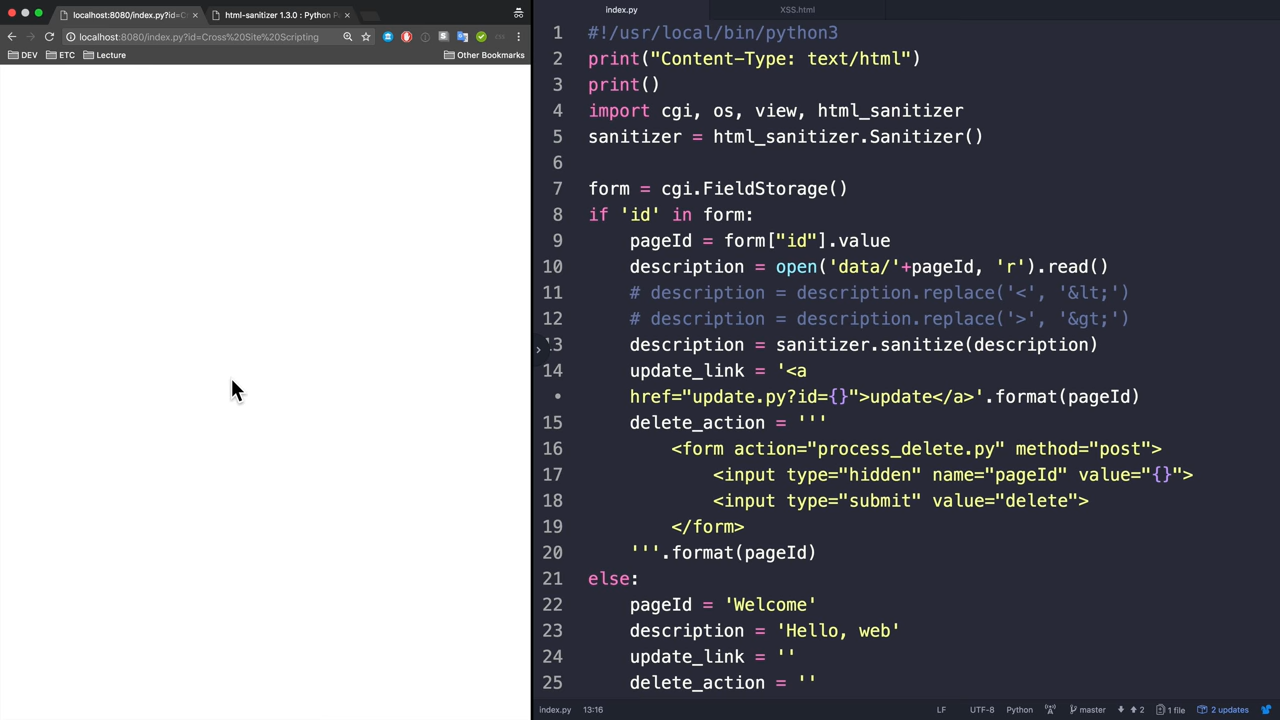 localhost:8080/index.py?id=C
html-sanitizer 1.3.0 : Python P
localhost:8080/index.py?id=Cross%20Site%20Scripting
DEV
ETC
Lecture
Other Bookmarks
index.py
XSS.html
1 #!/usr/local/bin/python3
2 print("Content-Type: text/html")
3 print()
4 import cgi, os, view, html_sanitizer
5 sanitizer = html_sanitizer.Sanitizer()
6
7 form = cgi.FieldStorage()
8 if 'id' in form:
9 pageId = form["id"].value
10 description = open('data/'+pageId, 'r').read()
11 # description = description.replace('<', '&lt;')
12 # description = description.replace('>', '&gt;')
13 description = sanitizer.sanitize(description)
14 update_link = '<a
• href="update.py?id={}">update</a>'.format(pageId)
15 delete_action = '''
16 <form action="process_delete.py" method="post">
17 <input type="hidden" name="pageId" value="{}">
18 <input type="submit" value="delete">
19 </form>
20 '''.format(pageId)
21 else:
22 pageId = 'Welcome'
23 description = 'Hello, web'
24 update_link = ''
25 delete_action = ''
index.py 13:16
LF UTF-8 Python master 2 1 file 2 updates